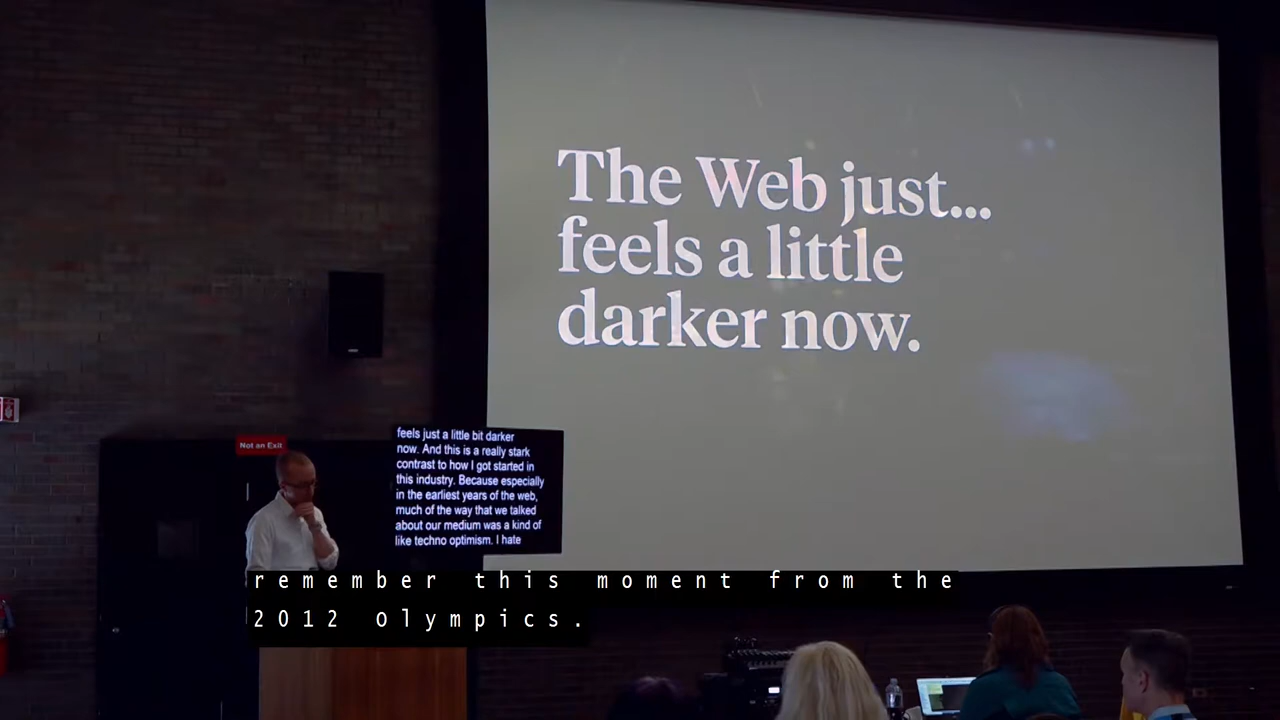 The Web just...
feels a little
darker now.
Not an Exit
feels just a little bit darker
now. And this is a really stark
contrast to how I got started in
this industry. Because especially
in the earliest years of the web,
much of the way that we talked
about our medium was a kind of
like techno optimism. I hate
remember this moment from the
2012 Olympics.